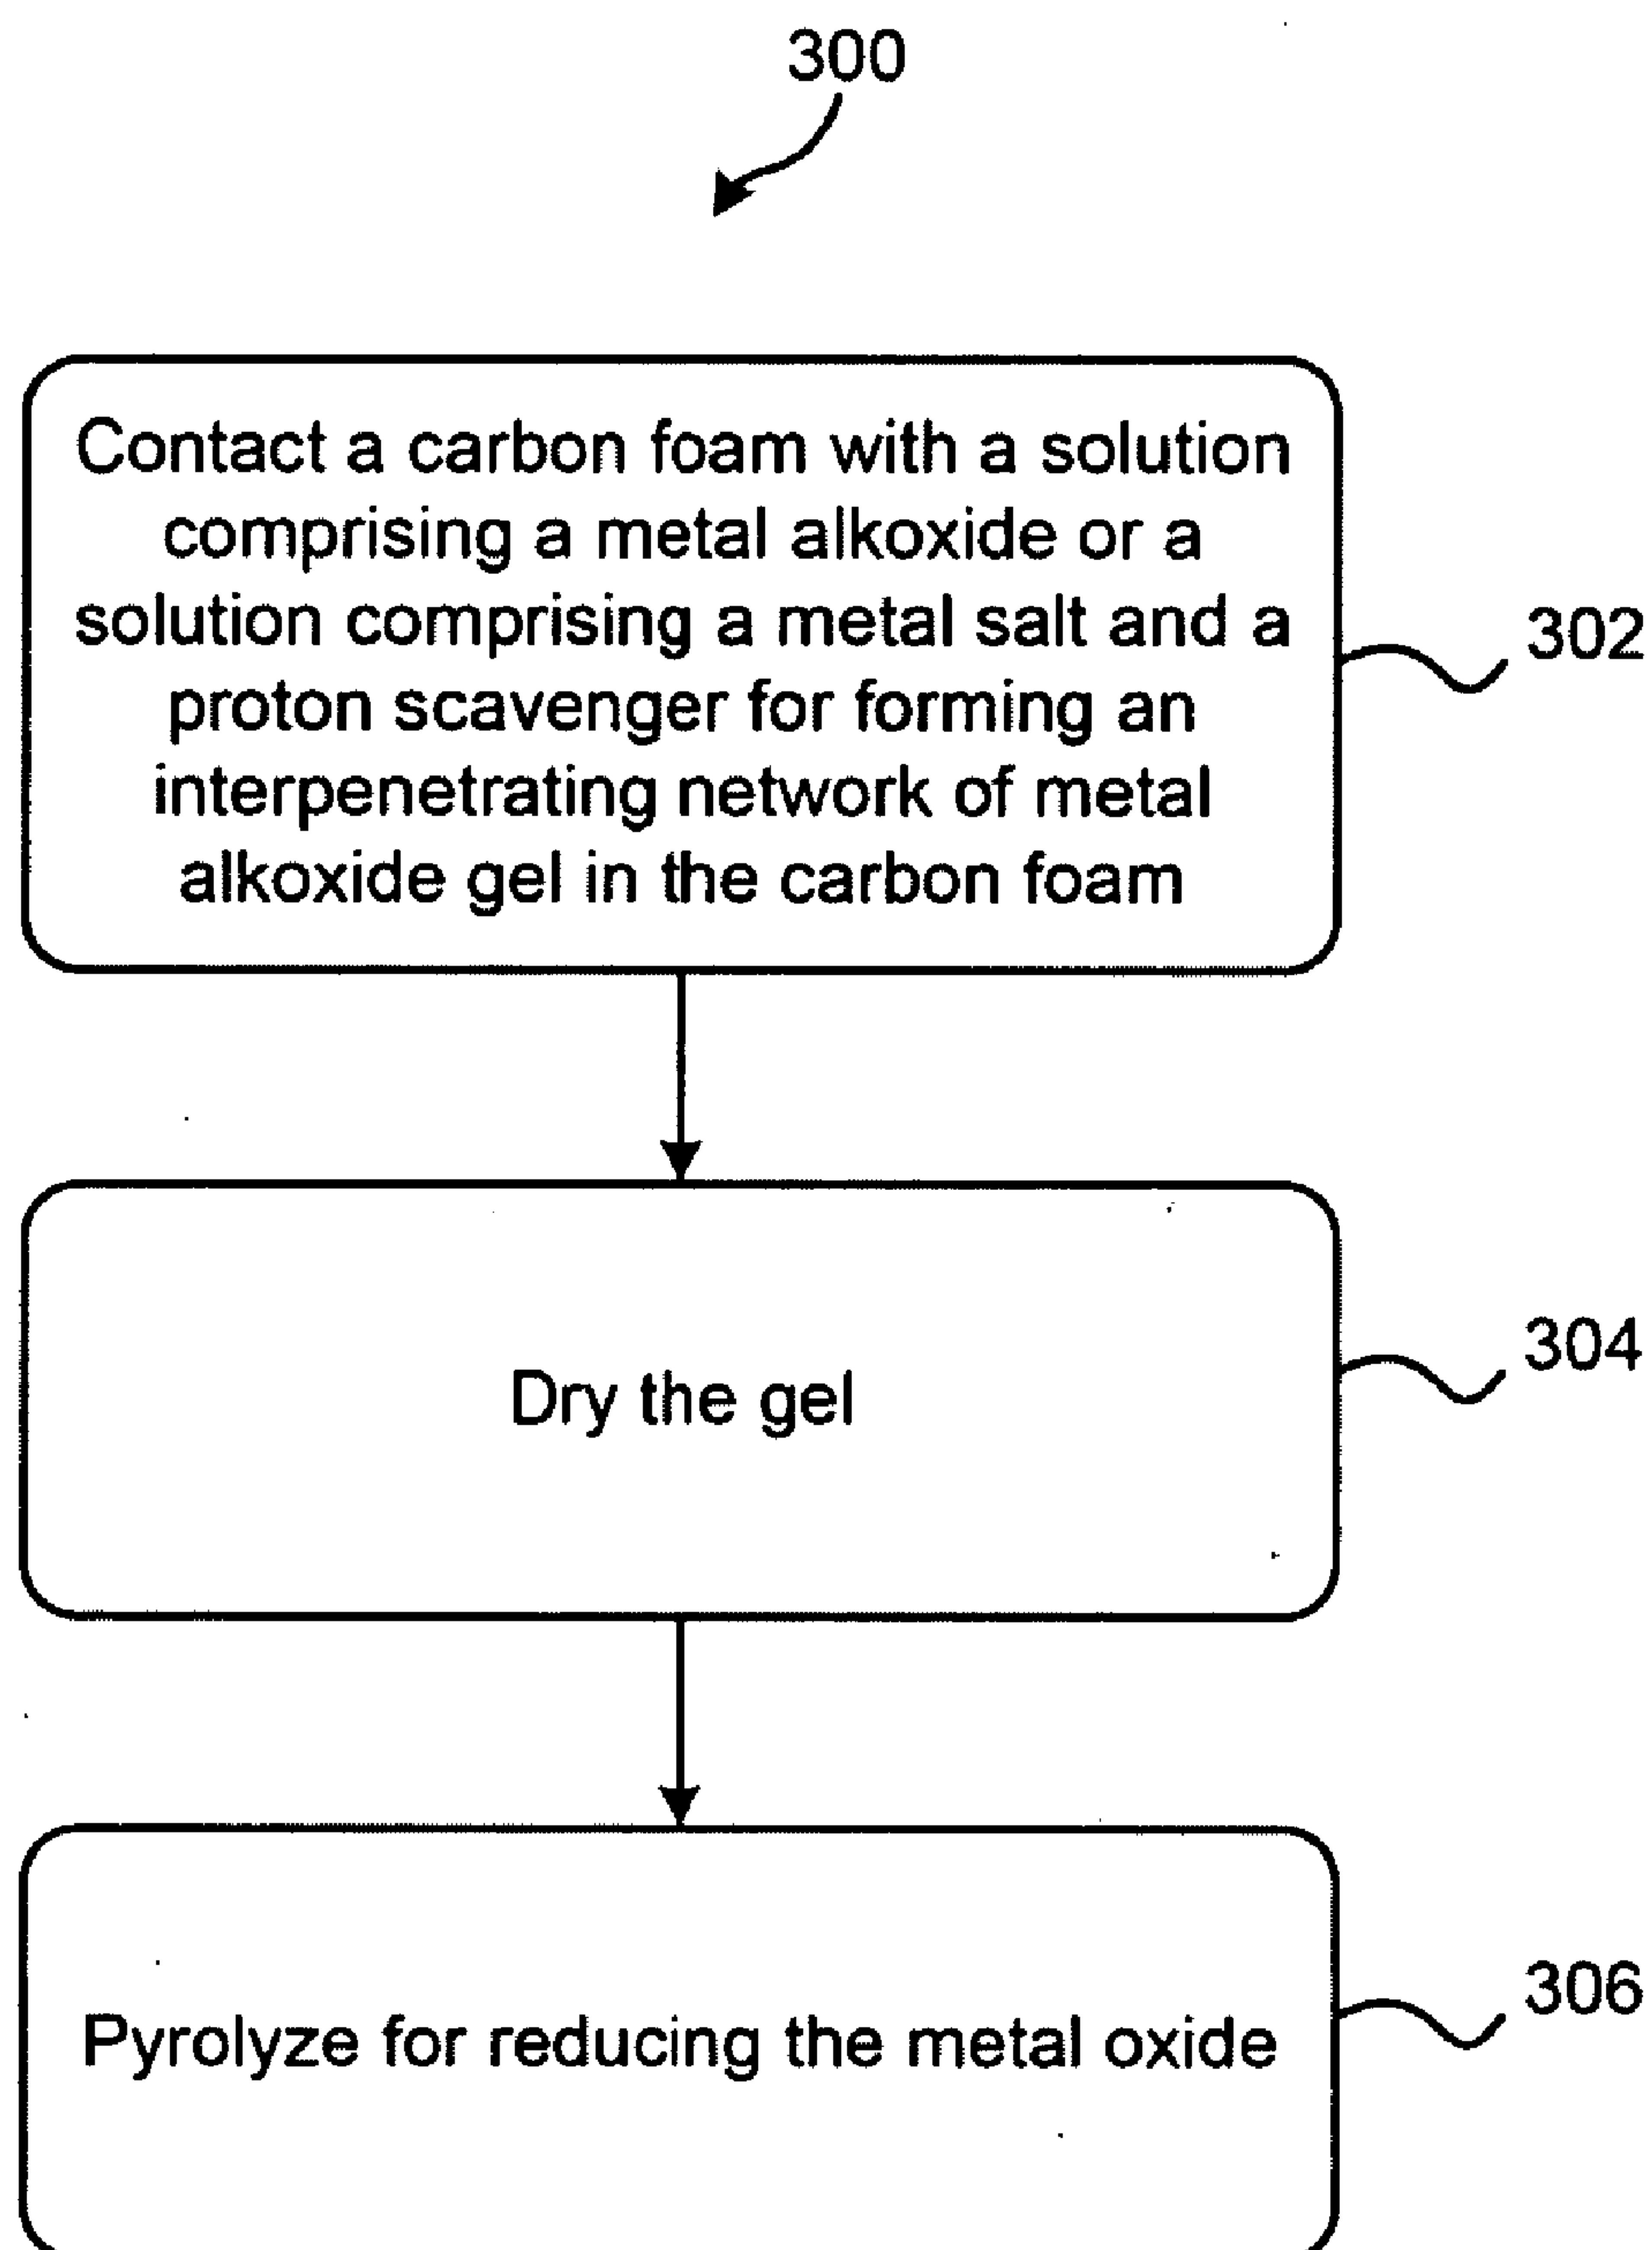 300
Contact a carbon foam with a solution
comprising a metal alkoxide or a
solution comprising a metal salt and a
proton scavenger for forming an
interpenetrating network of metal
alkoxide gel in the carbon foam
302
Dry the gel
304
Pyrolyze for reducing the metal oxide
306